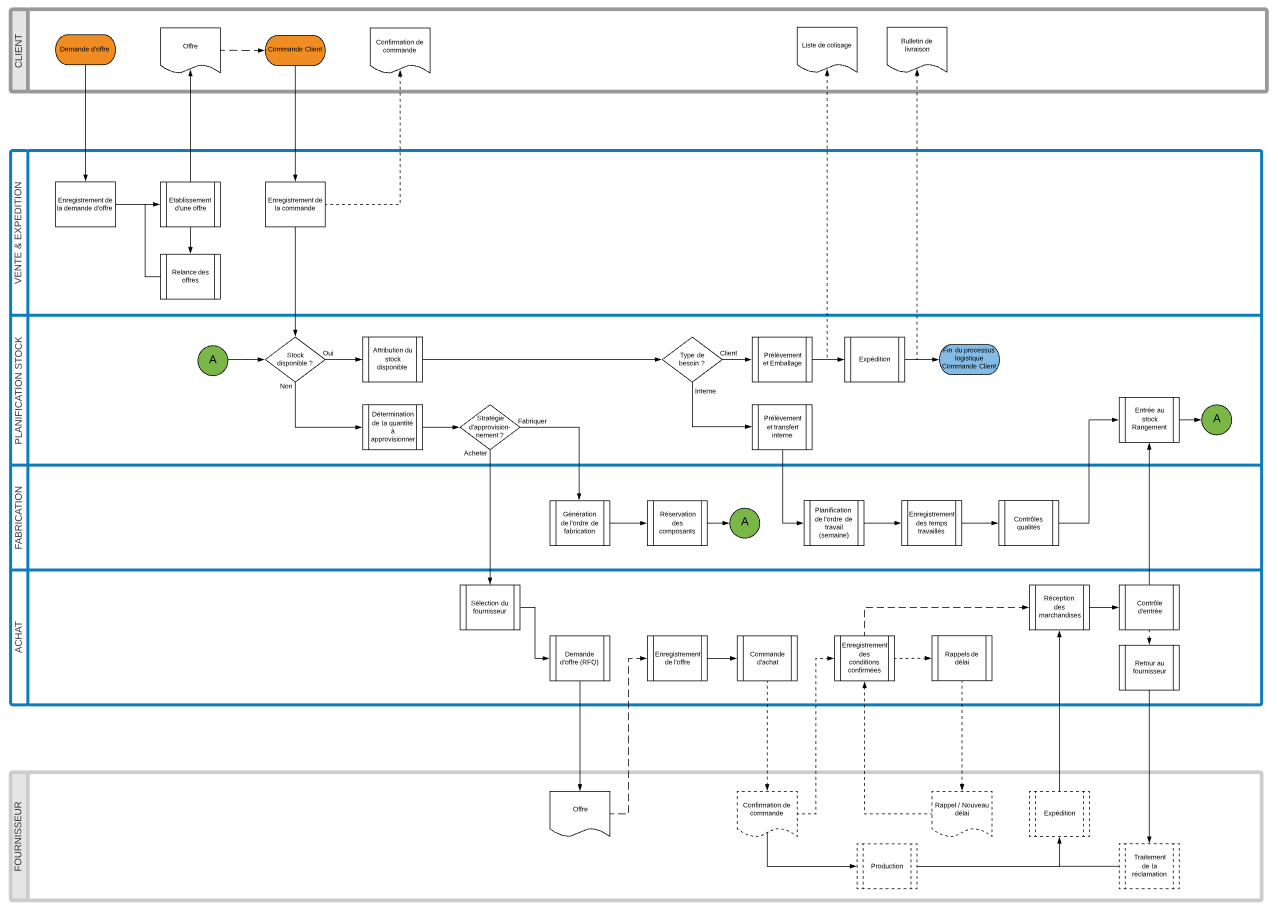 CLIENT
Demande d'offre
Offre
Commande Client
Confirmation de
commande
Liste de colisage
Bulletin de
livraison
VENTE & EXPEDITION
Enregistrement de
la demande d'offre
Etablissement
d'une offre
Enregistrement de
la commande
Relance des
offres
PLANIFICATION STOCK
A
Stock
disponible ?
Oui
Non
Attribution du
stock
disponible
Type de
besoin ?
Client
Interne
Prélèvement
et Emballage
Expédition
Fin du processus
logistique
Commande Client
Détermination
de la quantité
à
approvisionner
Stratégie
d'approvision-
nement ?
Fabriquer
Acheter
Prélèvement
et transfert
interne
Entrée au
stock
Rangement
A
FABRICATION
Génération
de l'ordre de
fabrication
Réservation
des
composants
A
Planification
de l'ordre de
travail
(semaine)
Enregistrement
des temps
travaillés
Contrôles
qualités
ACHAT
Sélection du
fournisseur
Réception
des
marchandises
Contrôle
d'entrée
Demande
d'offre (RFQ)
Enregistrement
de l'offre
Commande
d'achat
Enregistrement
des
conditions
confirmées
Rappels de
délai
Retour au
fournisseur
FOURNISSEUR
Offre
Confirmation de
commande
Rappel / Nouveau
délai
Expédition
Production
Traitement
de la
réclamation